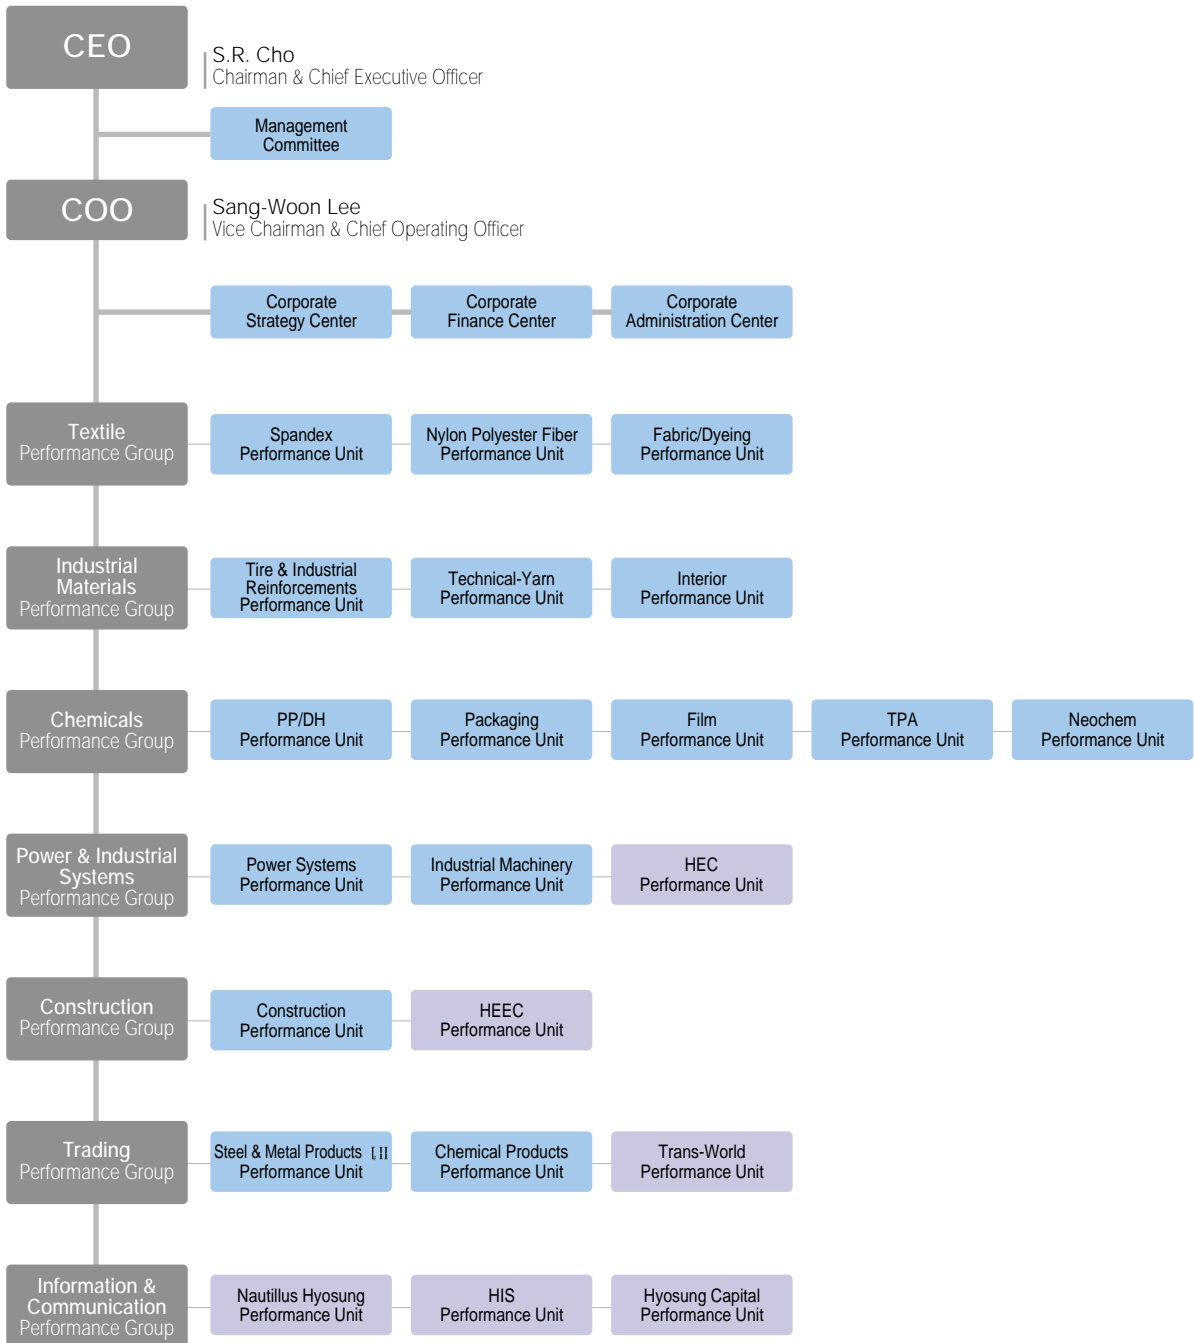 CEO
S.R. Cho
Chairman & Chief Executive Officer
Management
Committee
COO
Sang-Woon Lee
Vice Chairman & Chief Operating Officer
Corporate
Strategy Center
Corporate
Finance Center
Corporate
Administration Center
Textile
Performance Group
Spandex
Performance Unit
Nylon Polyester Fiber
Performance Unit
Fabric/Dyeing
Performance Unit
Industrial
Materials
Performance Group
Tire & Industrial
Reinforcements
Performance Unit
Technical-Yarn
Performance Unit
Interior
Performance Unit
Chemicals
Performance Group
PP/DH
Performance Unit
Packaging
Performance Unit
Film
Performance Unit
TPA
Performance Unit
Neochem
Performance Unit
Power & Industrial
Systems
Performance Group
Power Systems
Performance Unit
Industrial Machinery
Performance Unit
HEC
Performance Unit
Construction
Performance Group
Construction
Performance Unit
HEEC
Performance Unit
Trading
Performance Group
Steel & Metal Products I, II
Performance Unit
Chemical Products
Performance Unit
Trans-World
Performance Unit
Information &
Communication
Performance Group
Nautillus Hyosung
Performance Unit
HIS
Performance Unit
Hyosung Capital
Performance Unit